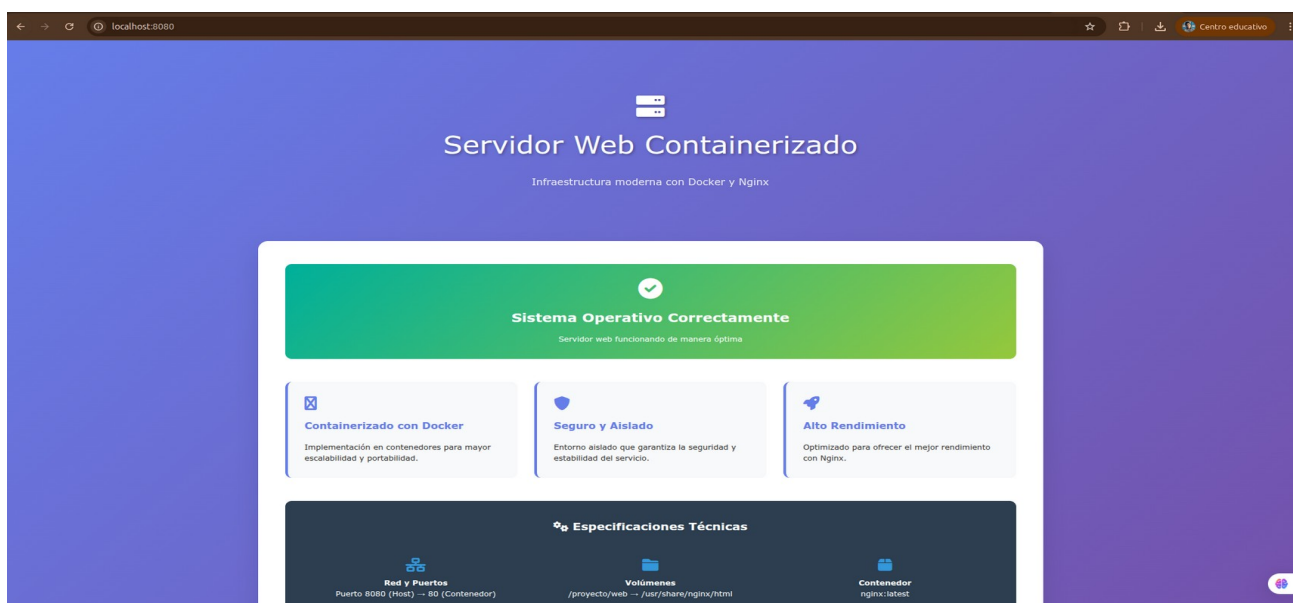 localhost:8080
Centro educativo
Servidor Web Containerizado
Infraestructura moderna con Docker y Nginx
Sistema Operativo Correctamente
Servidor web funcionando de manera óptima
Containerizado con Docker
Implementación en contenedores para mayor
escalabilidad y portabilidad.
Seguro y Aislado
Entorno aislado que garantiza la seguridad y
estabilidad del servicio.
Alto Rendimiento
Optimizado para ofrecer el mejor rendimiento
con Nginx.
Especificaciones Técnicas
Red y Puertos
Puerto 8080 (Host) → 80 (Contenedor)
Volúmenes
/proyecto/web → /usr/share/nginx/html
Contenedor
nginx:latest